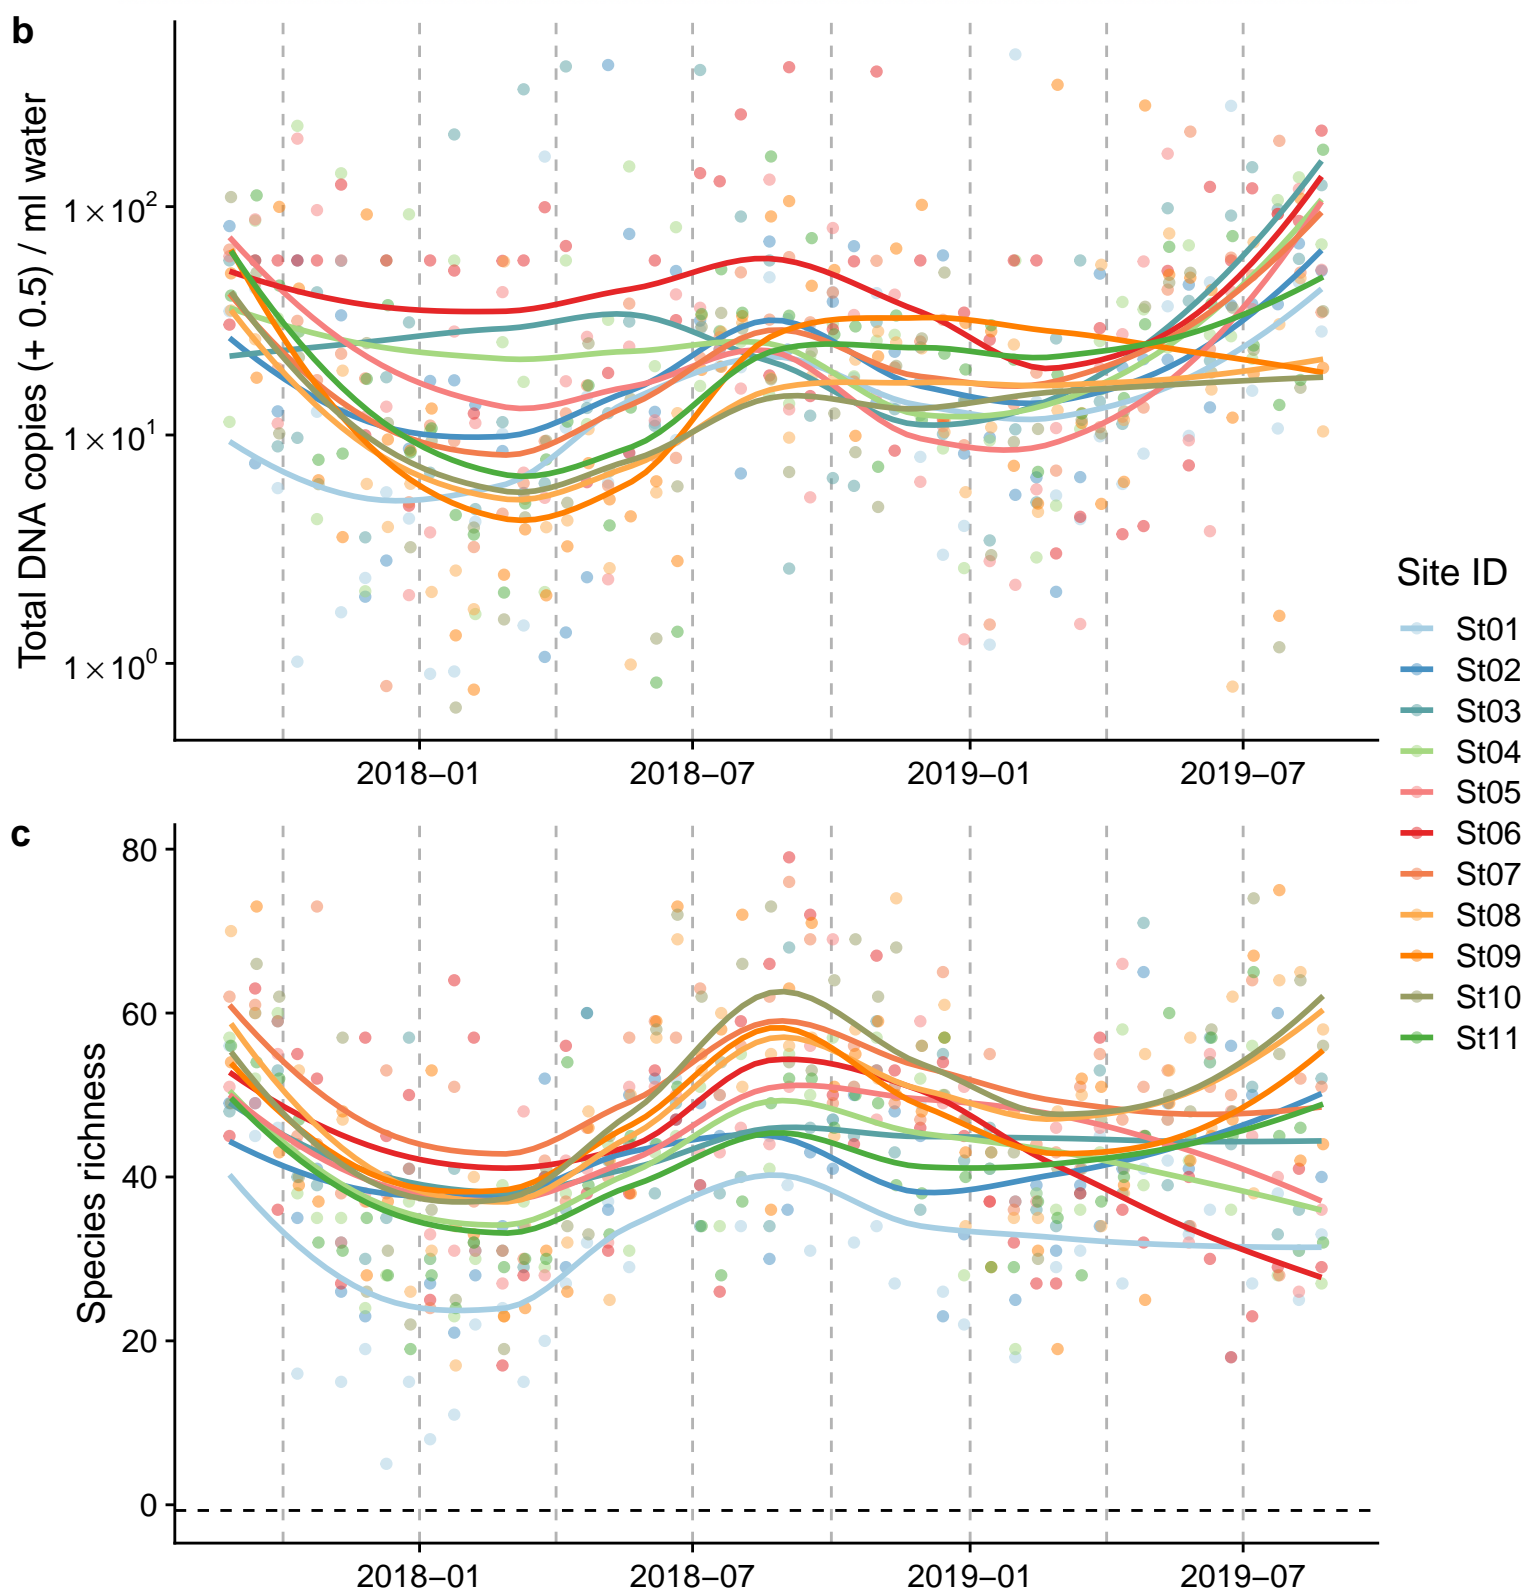 b
Total DNA copies (+ 0.5) / ml water
1×10²
1×10¹
1×10⁰
2018–01
2018–07
2019–01
2019–07
c
Species richness
80
60
40
20
0
2018–01
2018–07
2019–01
2019–07
Site ID
St01
St02
St03
St04
St05
St06
St07
St08
St09
St10
St11